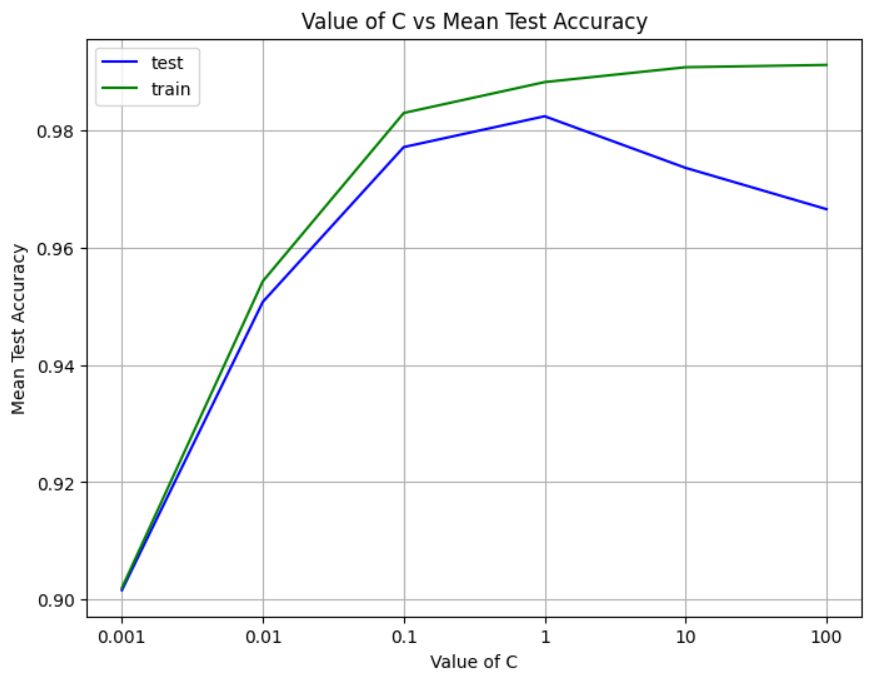 Value of C vs Mean Test Accuracy
test
train
0.98
0.96
0.94
0.92
0.90
Mean Test Accuracy
0.001 0.01 0.1 1 10 100
Value of C